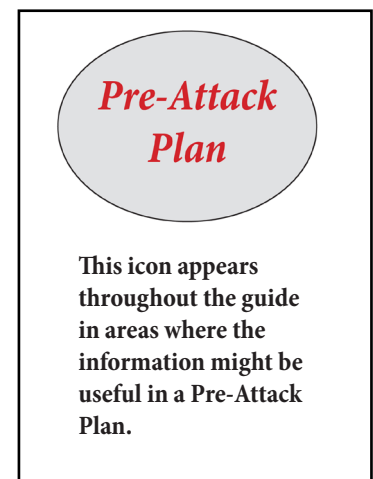 Pre-Attack
Plan
This icon appears
throughout the guide
in areas where the
information might be
useful in a Pre-Attack
Plan.